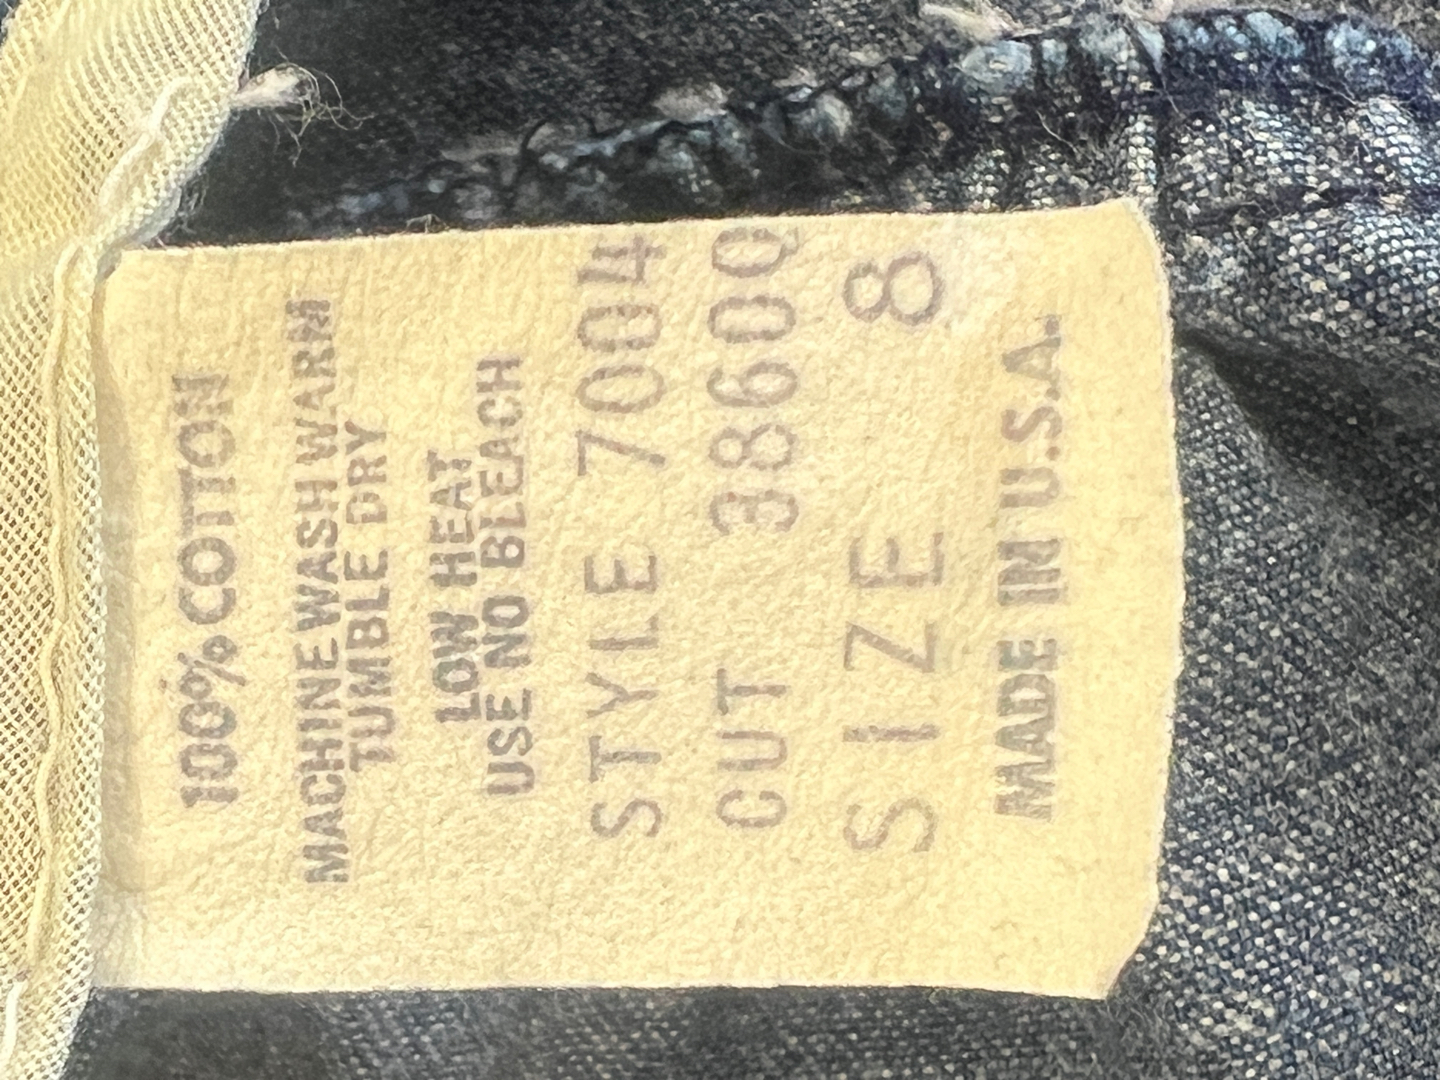 100% COTTON
MACHINE WASH WARM
TUMBLE DRY
LOW HEAT
USE NO BLEACH
STYLE 7004
CUT 38600
SIZE 8
MADE IN U.S.A.